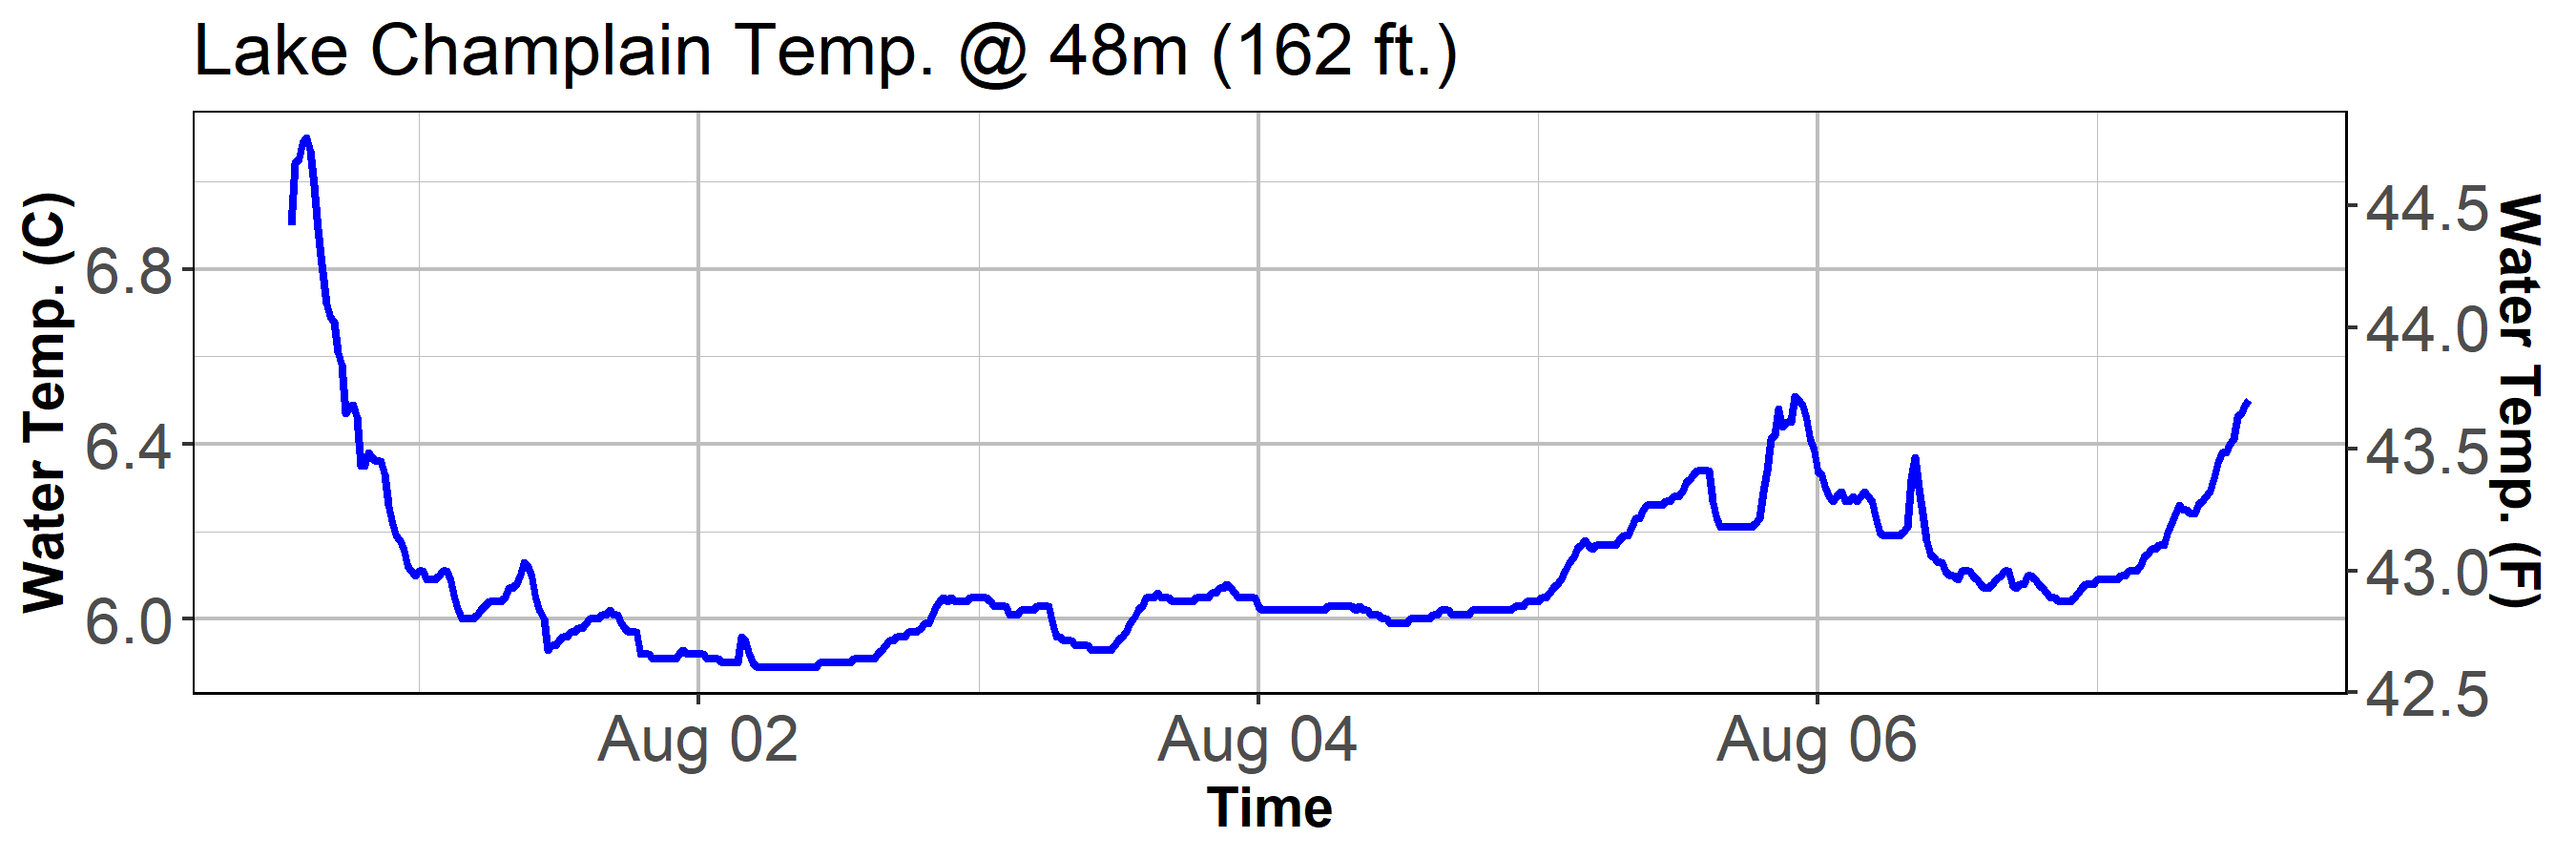 Lake Champlain Temp. @ 48m (162 ft.)
Water Temp. (C)
6.8
6.4
6.0
44.5
44.0
43.5
43.0
42.5
Water Temp. (F)
Aug 02 Aug 04 Aug 06
Time